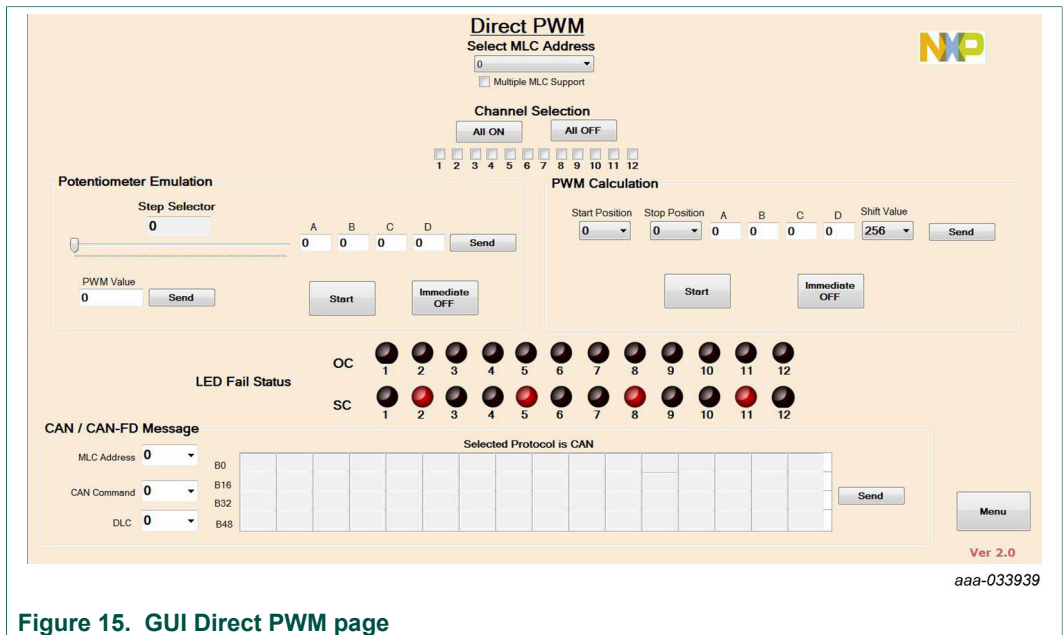 Direct PWM
Select MLC Address
0
Multiple MLC Support
NXP
Channel Selection
All ON All OFF
1 2 3 4 5 6 7 8 9 10 11 12
Potentiometer Emulation
Step Selector
0
A B C D
0 0 0 0 Send
PWM Value
0 Send
Start Immediate OFF
PWM Calculation
Start Position Stop Position A B C D Shift Value
0 0 0 0 0 0 256 Send
Start Immediate OFF
LED Fail Status
OC
1 2 3 4 5 6 7 8 9 10 11 12
SC
1 2 3 4 5 6 7 8 9 10 11 12
CAN / CAN-FD Message
Selected Protocol is CAN
MLC Address 0
CAN Command 0
DLC 0
B0
B16
B32
B48
Send
Menu
Ver 2.0
aaa-033939
Figure 15. GUI Direct PWM page